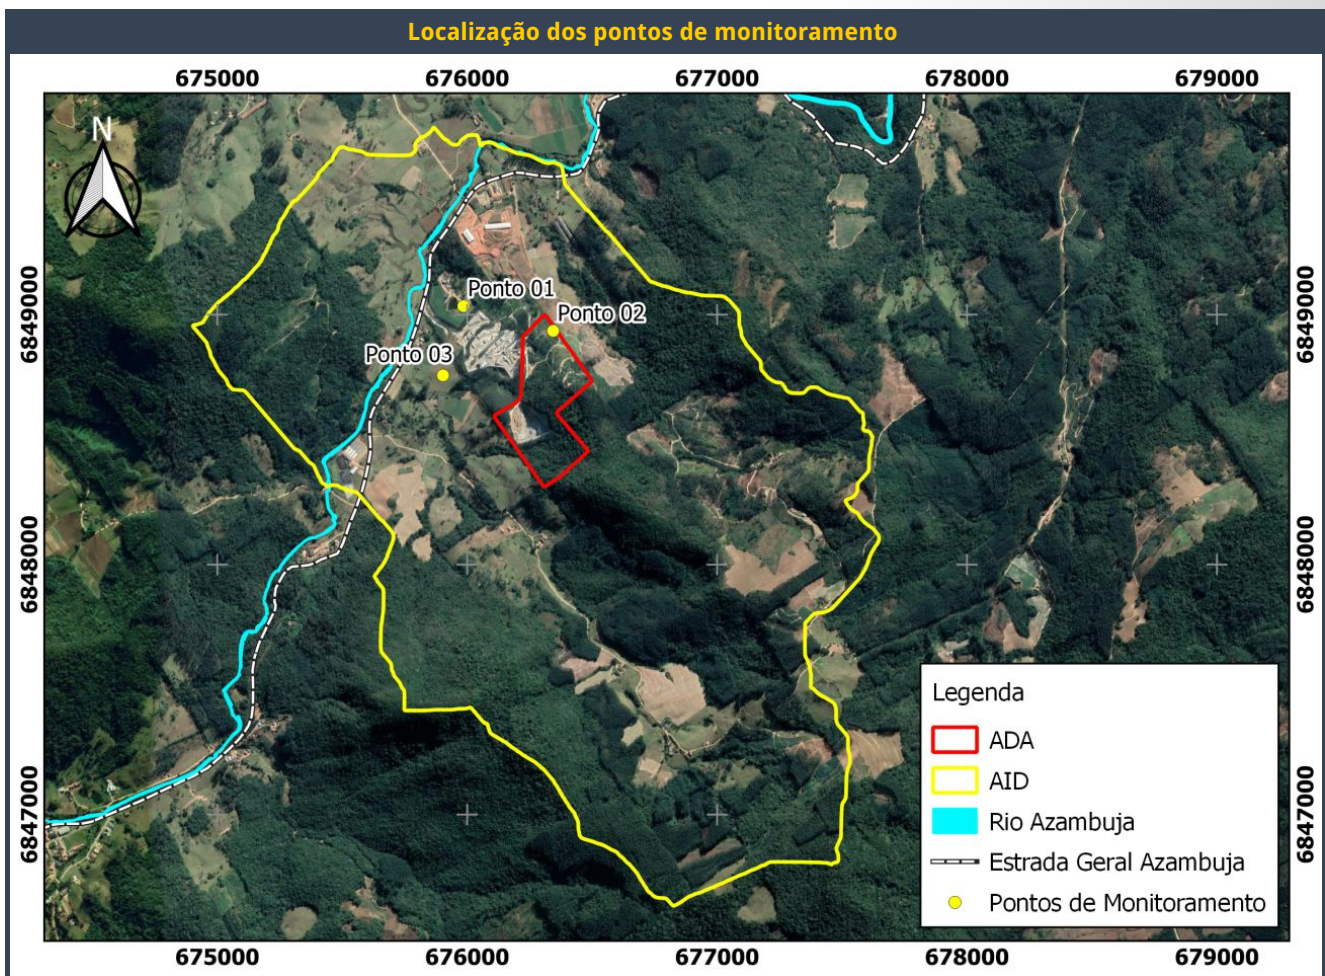 Localização dos pontos de monitoramento
675000 676000 677000 678000 679000
N
6849000 6849000
Ponto 01
Ponto 02
Ponto 03
6848000 6848000
Legenda
ADA
AID
Rio Azambuja
Estrada Geral Azambuja
Pontos de Monitoramento
6847000 6847000
675000 676000 677000 678000 679000